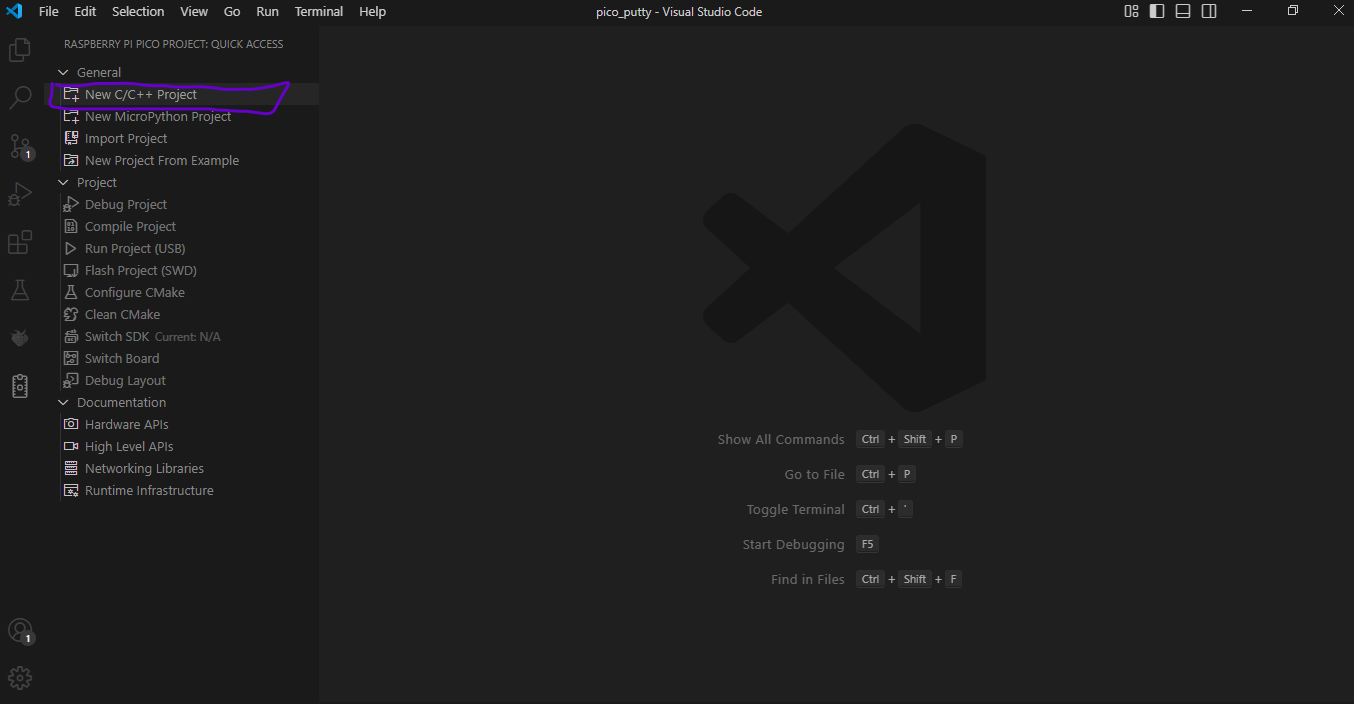 File Edit Selection View Go Run Terminal Help pico_putty - Visual Studio Code
RASPBERRY PI PICO PROJECT: QUICK ACCESS
General
New C/C++ Project
New MicroPython Project
Import Project
New Project From Example
Project
Debug Project
Compile Project
Run Project (USB)
Flash Project (SWD)
Configure CMake
Clean CMake
Switch SDK Current: N/A
Switch Board
Debug Layout
Documentation
Hardware APIs
High Level APIs
Networking Libraries
Runtime Infrastructure
1
1
Show All Commands Ctrl + Shift + P
Go to File Ctrl + P
Toggle Terminal Ctrl + '
Start Debugging F5
Find in Files Ctrl + Shift + F